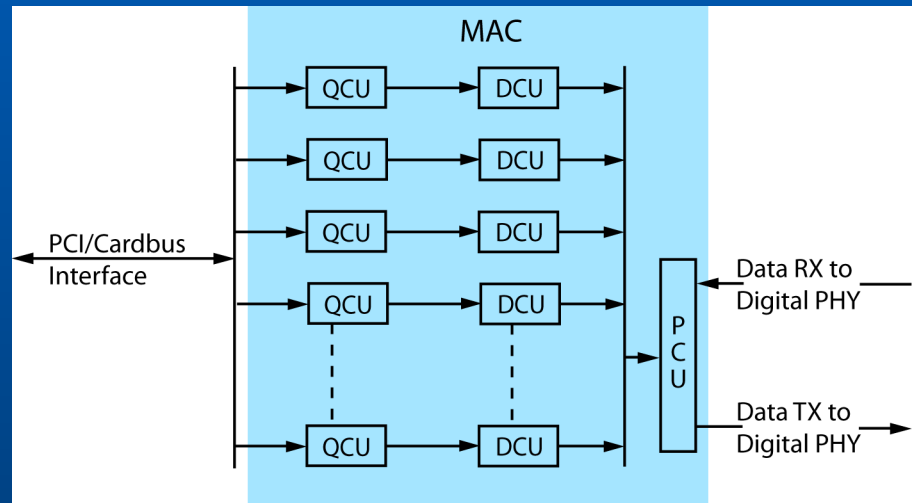 MAC
QCU
DCU
QCU
DCU
QCU
DCU
PCI/Cardbus
Interface
QCU
DCU
PCU
Data RX to
Digital PHY
QCU
DCU
Data TX to
Digital PHY